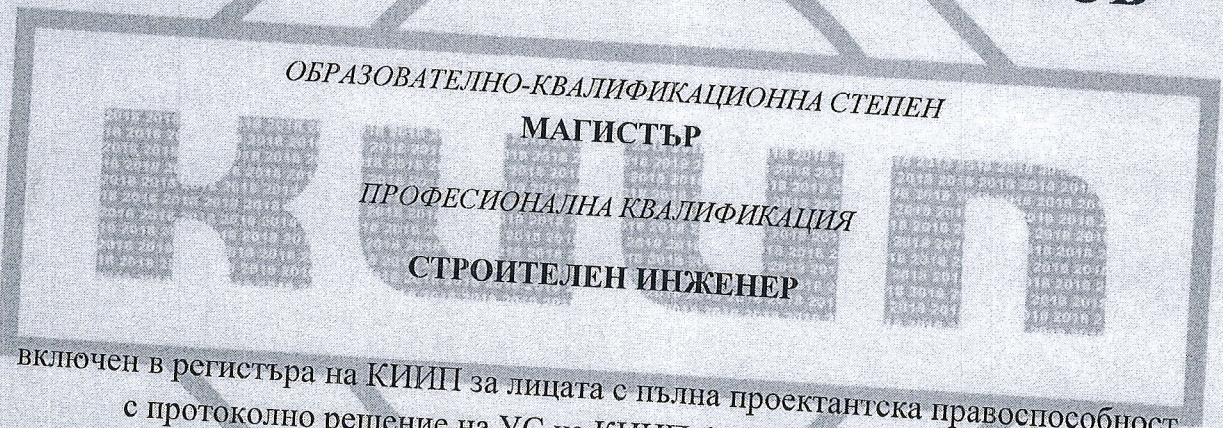 ОБРАЗОВАТЕЛНО-КВАЛИФИКАЦИОННА СТЕПЕН
МАГИСТЪР
ПРОФЕСИОНАЛНА КВАЛИФИКАЦИЯ
СТРОИТЕЛЕН ИНЖЕНЕР
включен в регистъра на КИИП за лицата с пълна проектантска правоспособност
с протоколно решение на УС на КИИП